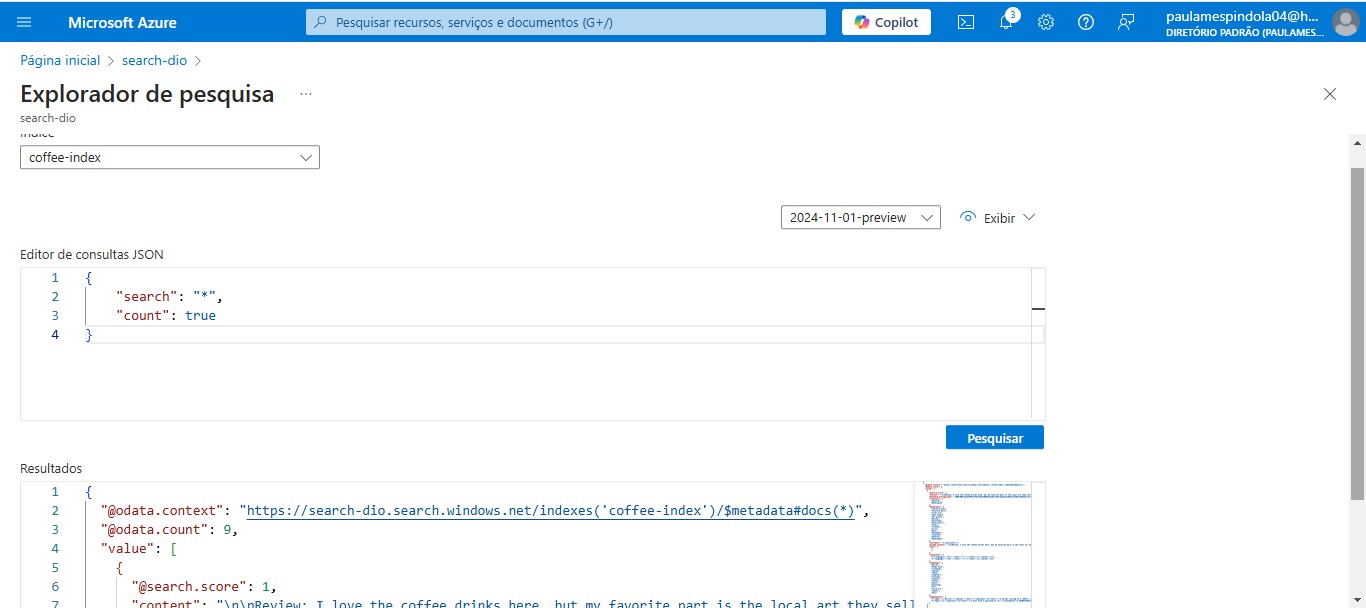 Microsoft Azure
Pesquisar recursos, serviços e documentos (G+/)
Copilot
3
paulamespindola04@h...
DIRETÓRIO PADRÃO (PAULAMES...
Página inicial > search-dio >
Explorador de pesquisa ...
search-dio
Índice
coffee-index
2024-11-01-preview
Exibir
Editor de consultas JSON
1 {
2 "search": "*",
3 "count": true
4 }
Pesquisar
Resultados
1 {
2 "@odata.context": "https://search-dio.search.windows.net/indexes('coffee-index')/$metadata#docs(*)",
3 "@odata.count": 9,
4 "value": [
5 {
6 "@search.score": 1,
7 "content": "\n\nReview: I love the coffee drinks here, but my favorite part is the local art they sell